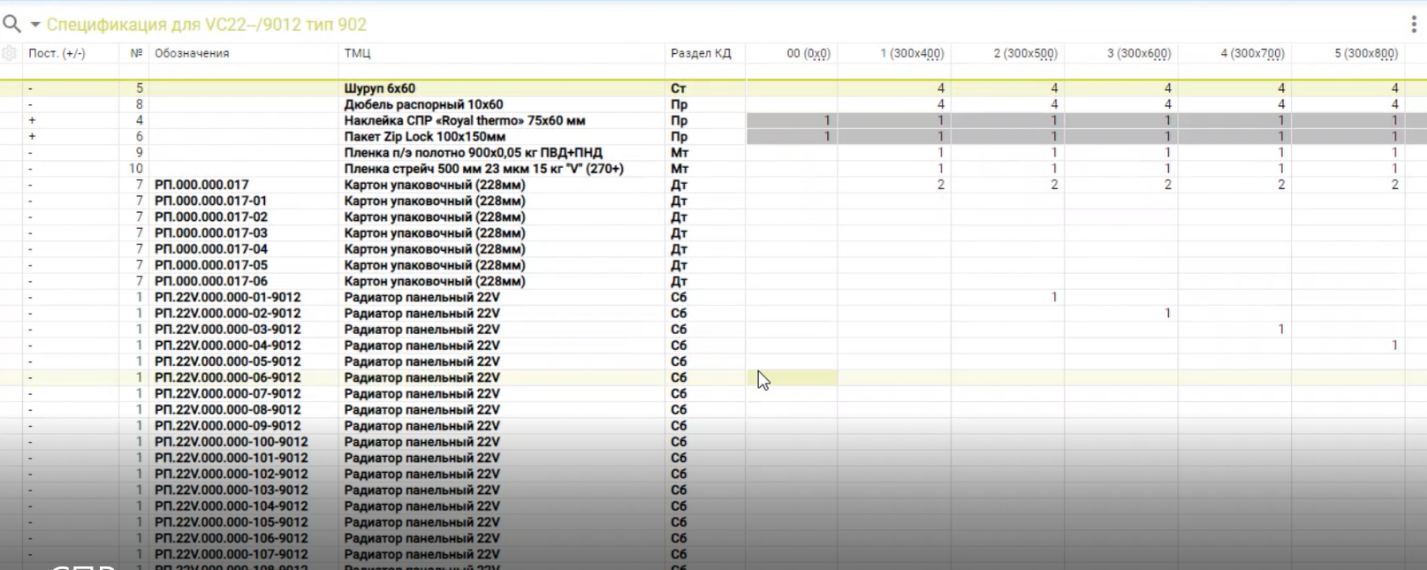 Спецификация для VC22--/9012 тип 902
Пост. (+/-) № Обозначения ТМЦ Раздел КД 00 (0x0) 1 (300x400) 2 (300x500) 3 (300x600) 4 (300x700) 5 (300x800)
- 5 Шуруп 6х60 Ст 4 4 4 4 4
- 8 Дюбель распорный 10х60 Пр 4 4 4 4 4
+ 4 Наклейка СПР «Royal thermo» 75х60 мм Пр 1 1 1 1 1 1
+ 6 Пакет Zip Lock 100х150мм Пр 1 1 1 1 1 1
- 9 Пленка п/э полотно 900х0,05 кг ПВД+ПНД Мт 1 1 1 1 1
- 10 Пленка стрейч 500 мм 23 мкм 15 кг "V" (270+) Мт 1 1 1 1 1
- 7 РП.000.000.017 Картон упаковочный (228мм) Дт 2 2 2 2 2
- 7 РП.000.000.017-01 Картон упаковочный (228мм) Дт
- 7 РП.000.000.017-02 Картон упаковочный (228мм) Дт
- 7 РП.000.000.017-03 Картон упаковочный (228мм) Дт
- 7 РП.000.000.017-04 Картон упаковочный (228мм) Дт
- 7 РП.000.000.017-05 Картон упаковочный (228мм) Дт
- 7 РП.000.000.017-06 Картон упаковочный (228мм) Дт
- 1 РП.22V.000.000-01-9012 Радиатор панельный 22V Сб 1
- 1 РП.22V.000.000-02-9012 Радиатор панельный 22V Сб 1
- 1 РП.22V.000.000-03-9012 Радиатор панельный 22V Сб 1
- 1 РП.22V.000.000-04-9012 Радиатор панельный 22V Сб 1
- 1 РП.22V.000.000-05-9012 Радиатор панельный 22V Сб
- 1 РП.22V.000.000-06-9012 Радиатор панельный 22V Сб
- 1 РП.22V.000.000-07-9012 Радиатор панельный 22V Сб
- 1 РП.22V.000.000-08-9012 Радиатор панельный 22V Сб
- 1 РП.22V.000.000-09-9012 Радиатор панельный 22V Сб
- 1 РП.22V.000.000-100-9012 Радиатор панельный 22V Сб
- 1 РП.22V.000.000-101-9012 Радиатор панельный 22V Сб
- 1 РП.22V.000.000-102-9012 Радиатор панельный 22V Сб
- 1 РП.22V.000.000-103-9012 Радиатор панельный 22V Сб
- 1 РП.22V.000.000-104-9012 Радиатор панельный 22V Сб
- 1 РП.22V.000.000-105-9012 Радиатор панельный 22V Сб
- 1 РП.22V.000.000-106-9012 Радиатор панельный 22V Сб
- 1 РП.22V.000.000-107-9012 Радиатор панельный 22V Сб